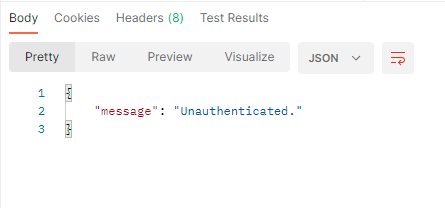 Body Cookies Headers (8) Test Results
Pretty Raw Preview Visualize JSON
1 {
2 "message": "Unauthenticated."
3 }